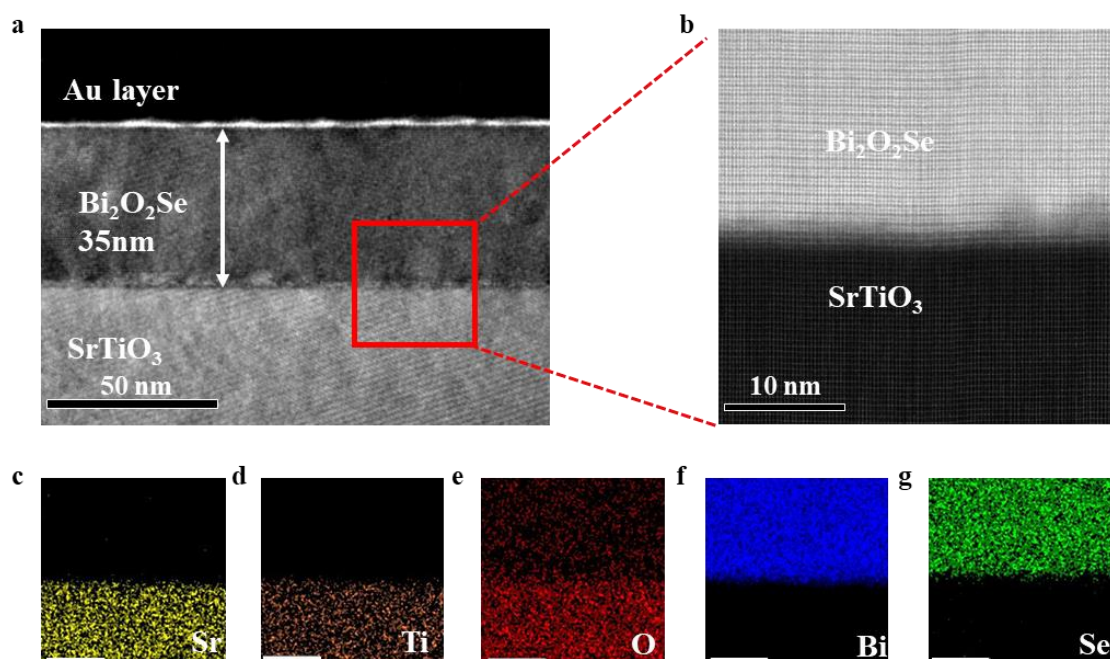 a
Au layer
Bi₂O₂Se
35nm
SrTiO₃
50 nm
b
Bi₂O₂Se
SrTiO₃
10 nm
c
Sr
d
Ti
e
O
f
Bi
g
Se